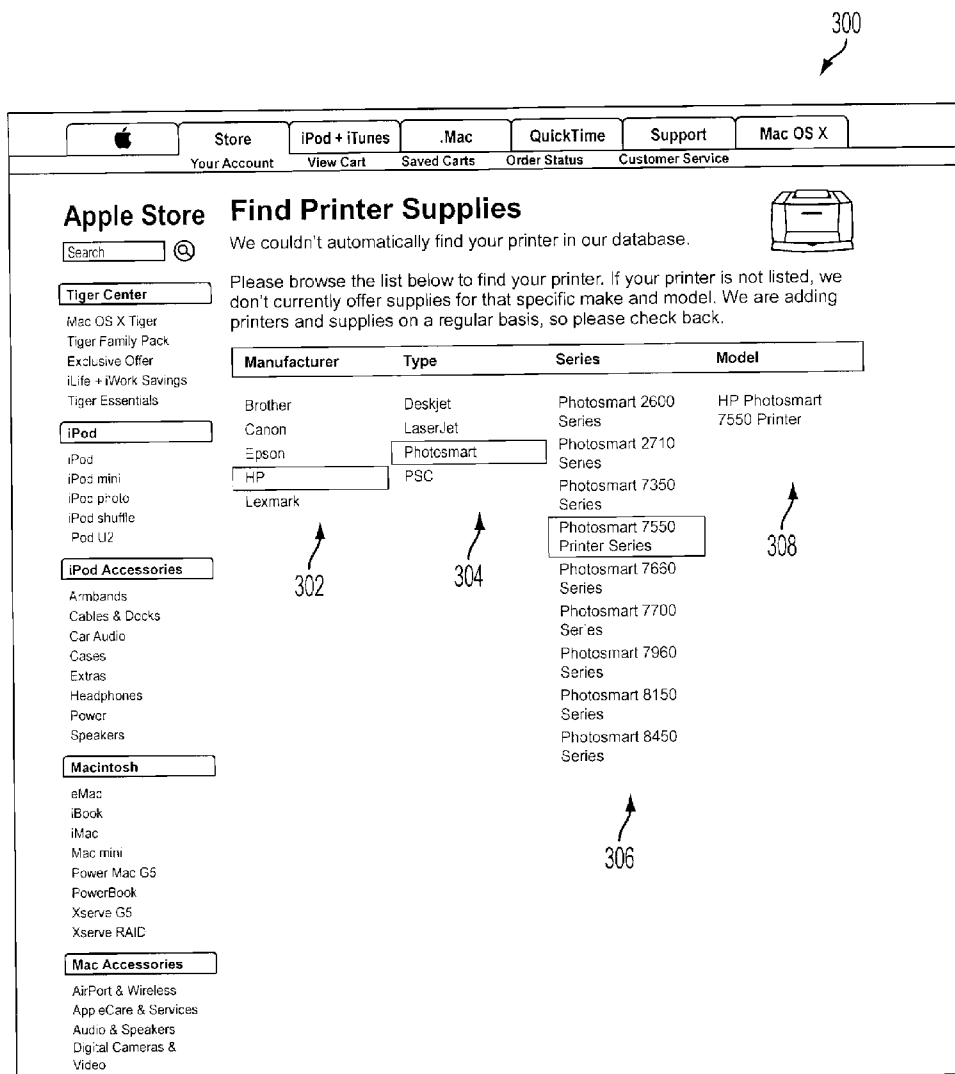 300
Store
iPod + iTunes
.Mac
QuickTime
Support
Mac OS X
Your Account
View Cart
Saved Carts
Order Status
Customer Service
Apple Store
Search
Tiger Center
Mac OS X Tiger
Tiger Family Pack
Exclusive Offer
iLife + iWork Savings
Tiger Essentials
iPod
iPod
iPod mini
iPod photo
iPod shuffle
iPod U2
iPod Accessories
Armbands
Cables & Docks
Car Audio
Cases
Extras
Headphones
Power
Speakers
Macintosh
eMac
iBook
iMac
Mac mini
Power Mac G5
PowerBook
Xserve G5
Xserve RAID
Mac Accessories
AirPort & Wireless
AppleCare & Services
Audio & Speakers
Digital Cameras &
Video
Find Printer Supplies
We couldn't automatically find your printer in our database.
Please browse the list below to find your printer. If your printer is not listed, we
don't currently offer supplies for that specific make and model. We are adding
printers and supplies on a regular basis, so please check back.
Manufacturer
Type
Series
Model
Brother
Canon
Epson
HP
Lexmark
302
Deskjet
LaserJet
Photosmart
PSC
304
Photosmart 2600
Series
Photosmart 2710
Series
Photosmart 7350
Series
Photosmart 7550
Printer Series
Photosmart 7660
Series
Photosmart 7700
Series
Photosmart 7960
Series
Photosmart 8150
Series
Photosmart 8450
Series
306
HP Photosmart
7550 Printer
308